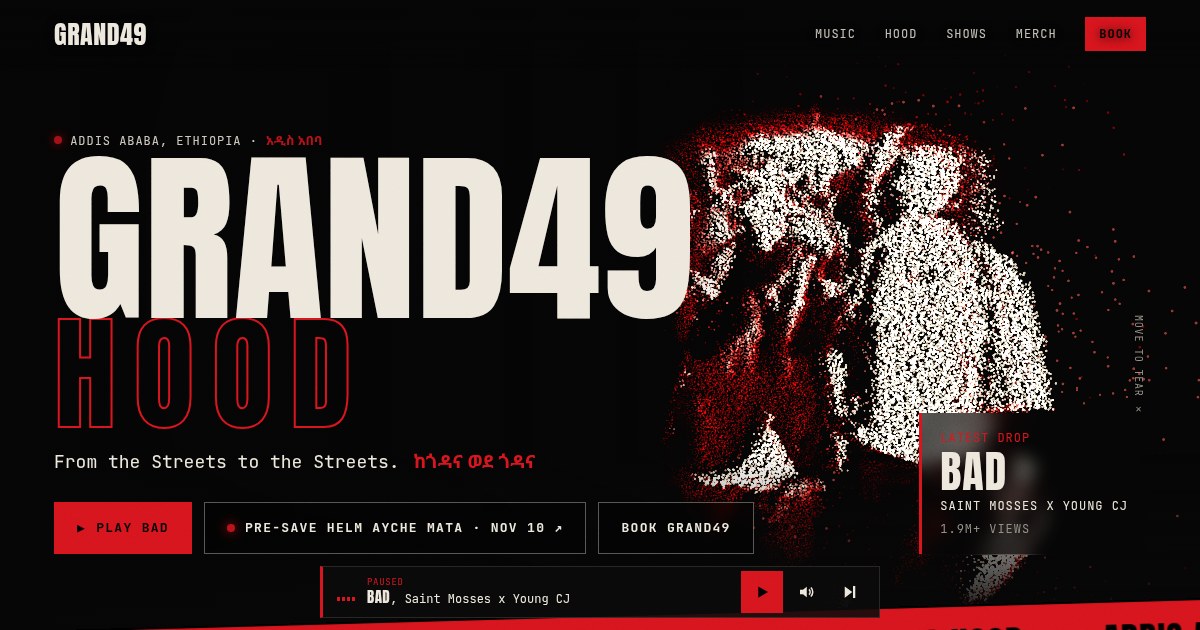 GRAND49
MUSIC HOOD SHOWS MERCH BOOK
ADDIS ABABA, ETHIOPIA · አዲስ አበባ
GRAND49
HOOD
MOVE TO TEAR ×
From the Streets to the Streets. ከጎዳና ወደ ጎዳና
LATEST DROP
BAD
SAINT MOSSES X YOUNG CJ
1.9M+ VIEWS
▶ PLAY BAD
PRE-SAVE HELM AYCHE MATA · NOV 10 ↗
BOOK GRAND49
PAUSED
BAD, Saint Mosses x Young CJ